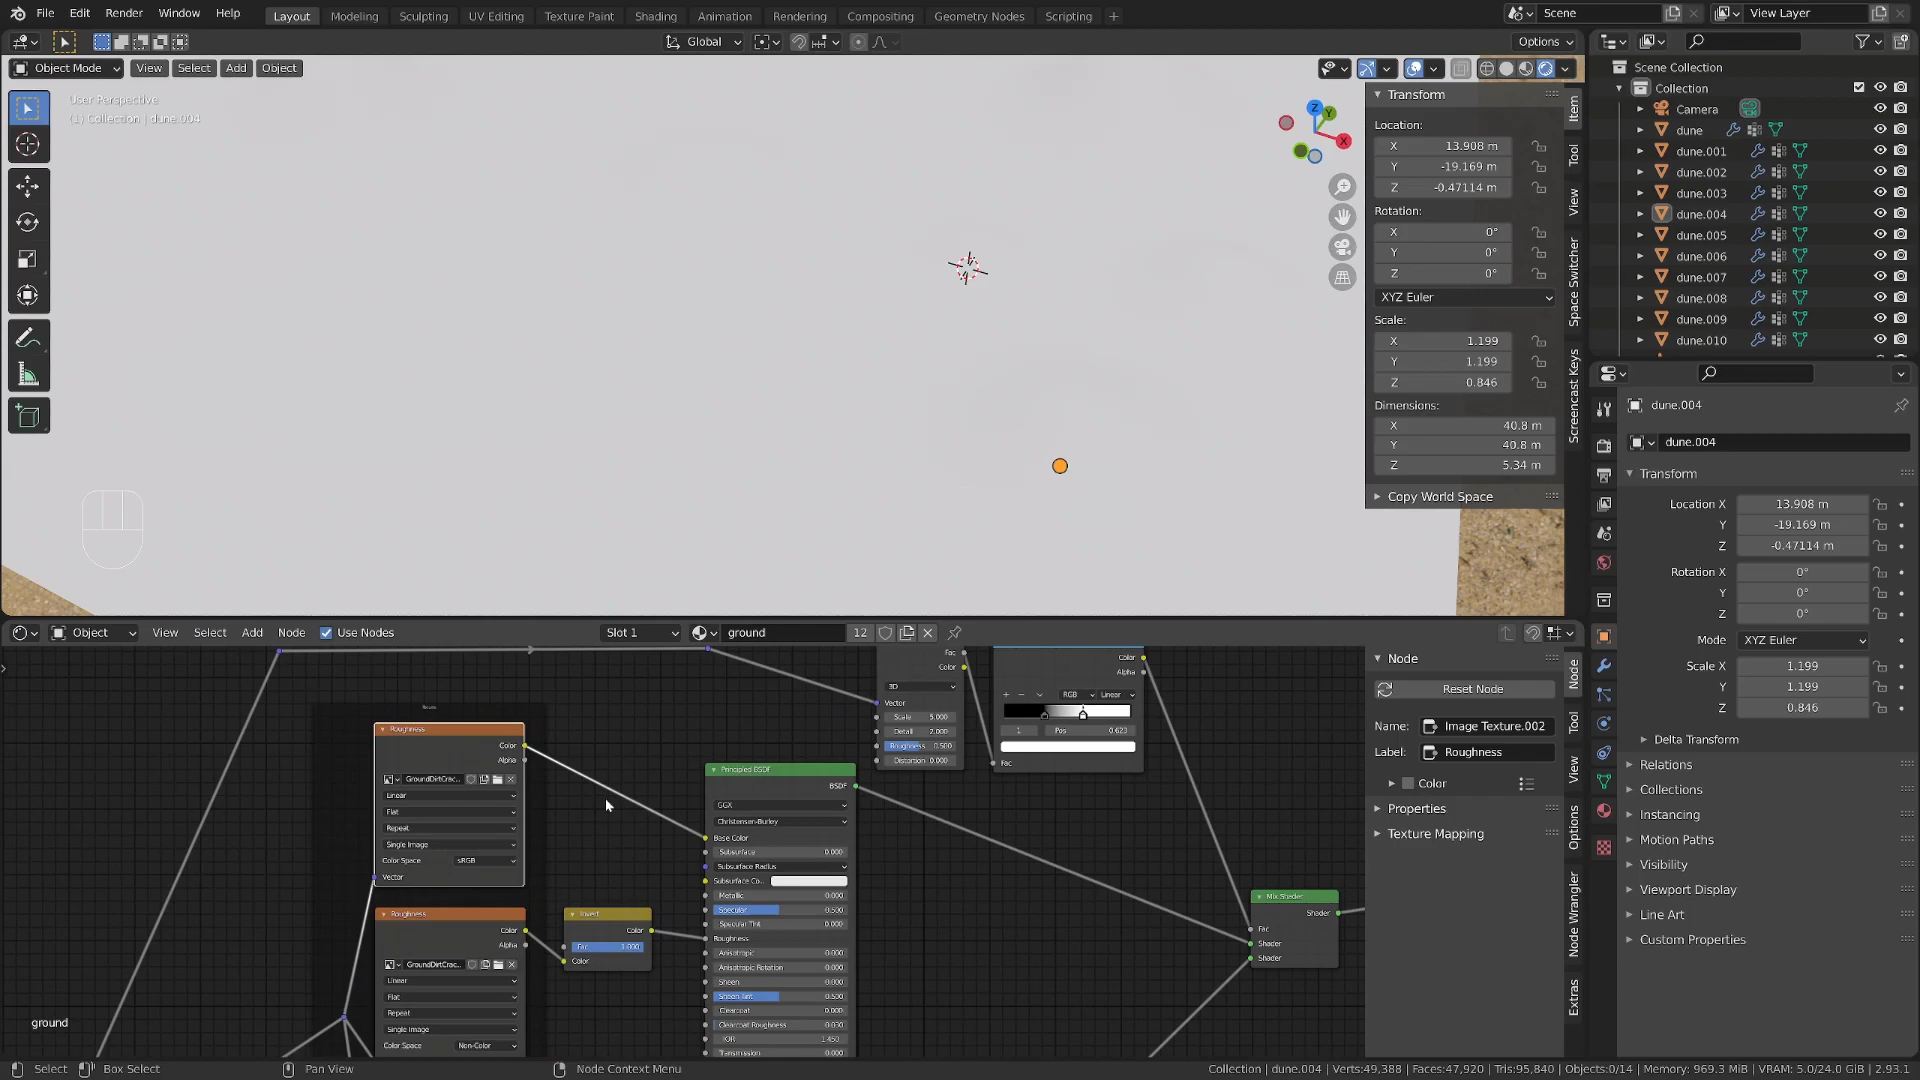 File Edit Render Window Help Layout Modeling Sculpting UV Editing Texture Paint Shading Animation Rendering Compositing Geometry Nodes Scripting Scene View Layer
Global Options
Object Mode View Select Add Object
User Perspective
(1) Collection | dune.004
Z
Y
X
Transform
Location:
X 13.908 m
Y -19.169 m
Z -0.47114 m
Rotation:
X 0°
Y 0°
Z 0°
XYZ Euler
Scale:
X 1.199
Y 1.199
Z 0.846
Dimensions:
X 40.8 m
Y 40.8 m
Z 5.34 m
Copy World Space
Item
Tool
View
Space Switcher
Screencast Keys
Scene Collection
Collection
Camera
dune
dune.001
dune.002
dune.003
dune.004
dune.005
dune.006
dune.007
dune.008
dune.009
dune.010
dune.004
dune.004
Transform
Location X 13.908 m
Y -19.169 m
Z -0.47114 m
Rotation X 0°
Y 0°
Z 0°
Mode XYZ Euler
Scale X 1.199
Y 1.199
Z 0.846
Delta Transform
Relations
Collections
Instancing
Motion Paths
Visibility
Viewport Display
Line Art
Custom Properties
Object View Select Add Node Use Nodes Slot 1 ground 12
Roughness
Color
Alpha
GroundDirtCrac...
Linear
Flat
Repeat
Single Image
Color Space sRGB
Vector
Roughness
Color
Alpha
GroundDirtCrac...
Linear
Flat
Repeat
Single Image
Color Space Non-Color
Invert
Color
Fac 1.000
Color
Principled BSDF
BSDF
GGX
Christensen-Burley
Base Color
Subsurface 0.000
Subsurface Radius
Subsurface Co...
Metallic 0.000
Specular 0.500
Specular Tint 0.000
Roughness
Anisotropic 0.000
Anisotropic Rotation 0.000
Sheen 0.000
Sheen Tint 0.500
Clearcoat 0.000
Clearcoat Roughness 0.030
IOR 1.450
Transmission 0.000
Fac
Color
3D
Vector
Scale 5.000
Detail 2.000
Roughness 0.500
Distortion 0.000
Color
Alpha
RGB Linear
1 Pos 0.623
Fac
Mix Shader
Shader
Fac
Shader
Shader
ground
Node
Reset Node
Name: Image Texture.002
Label: Roughness
Color
Properties
Texture Mapping
Node
Tool
View
Options
Node Wrangler
Extras
Select Box Select Pan View Node Context Menu Collection | dune.004 | Verts:49,388 | Faces:47,920 | Tris:95,840 | Objects:0/14 | Memory: 969.3 MiB | VRAM: 5.0/24.0 GiB | 2.93.1